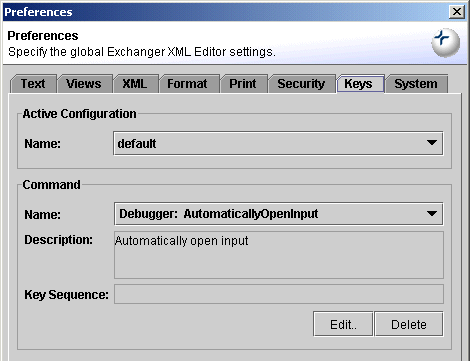 Preferences
Preferences
Specify the global Exchanger XML Editor settings.
Text Views XML Format Print Security Keys System
Active Configuration
Name: default
Command
Name: Debugger: AutomaticallyOpenInput
Description: Automatically open input
Key Sequence:
Edit.. Delete